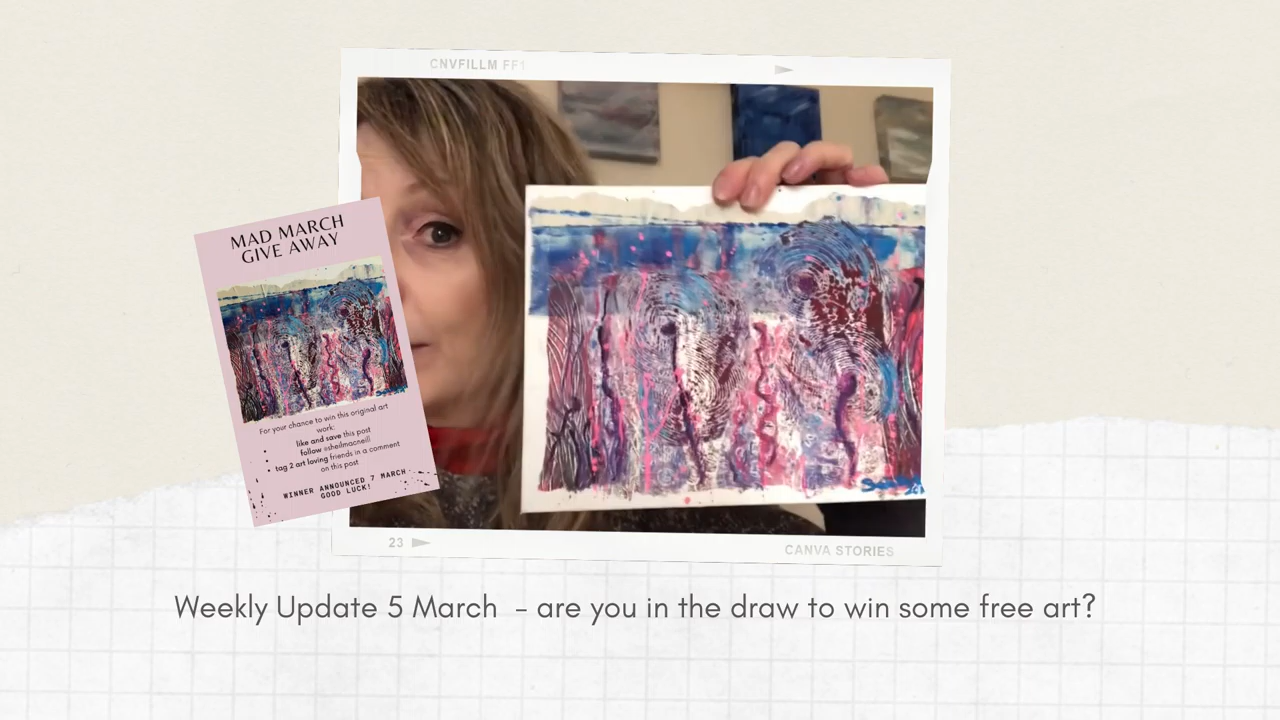 CNVFILLM FF1
MAD MARCH
GIVE AWAY
For your chance to win this original art
work:
• like and save this post
• follow @sheilmacneill
• tag 2 art loving friends in a comment
on this post
WINNER ANNOUNCED 7 MARCH
GOOD LUCK!
23
CANVA STORIES
Weekly Update 5 March - are you in the draw to win some free art?